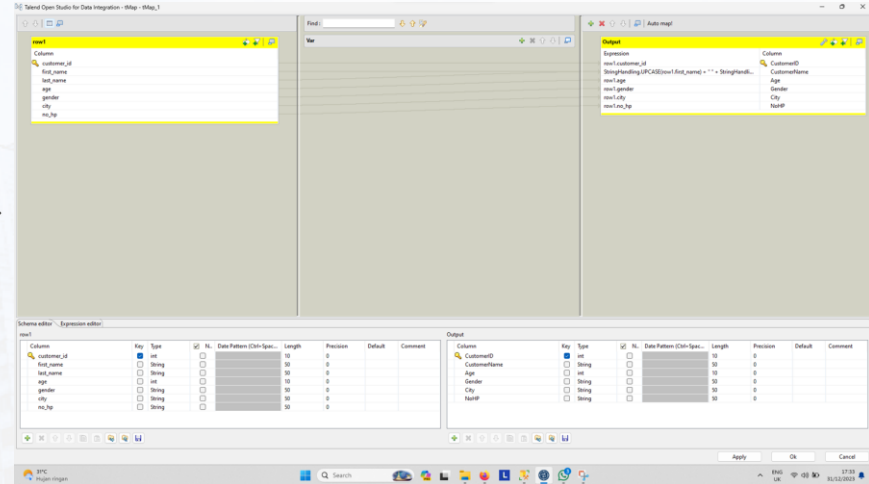 Talend Open Studio for Data Integration - tMap - tMap_1
Find :
Auto map!
row1
Column
customer_id
first_name
last_name
age
gender
city
no_hp
Var
Output
Expression Column
row1.customer_id CustomerID
StringHandling.UPCASE(row1.first_name) + " " + StringHandli... CustomerName
row1.age Age
row1.gender Gender
row1.city City
row1.no_hp NoHP
Schema editor Expression editor
row1
Column Key Type N.. Date Pattern (Ctrl+Spac... Length Precision Default Comment
customer_id int 10 0
first_name String 50 0
last_name String 50 0
age int 10 0
gender String 50 0
city String 50 0
no_hp String 50 0
Output
Column Key Type N.. Date Pattern (Ctrl+Spac... Length Precision Default Comment
CustomerID int 10 0
CustomerName String 50 0
Age int 10 0
Gender String 50 0
City String 50 0
NoHP String 50 0
Apply Ok Cancel
31°C
Hujan ringan
Search
ENG
UK
17:33
31/12/2023